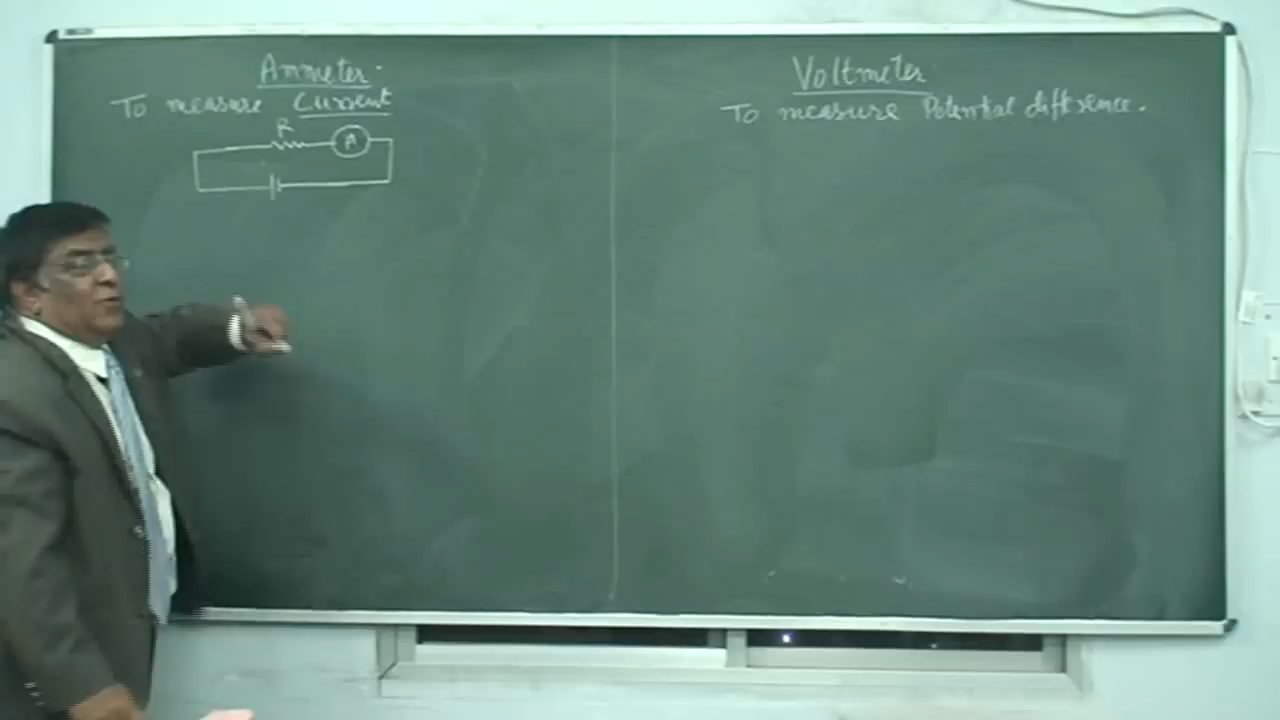 Ammeter.
To measure Current
R
A
Voltmeter.
To measure Potential difference.